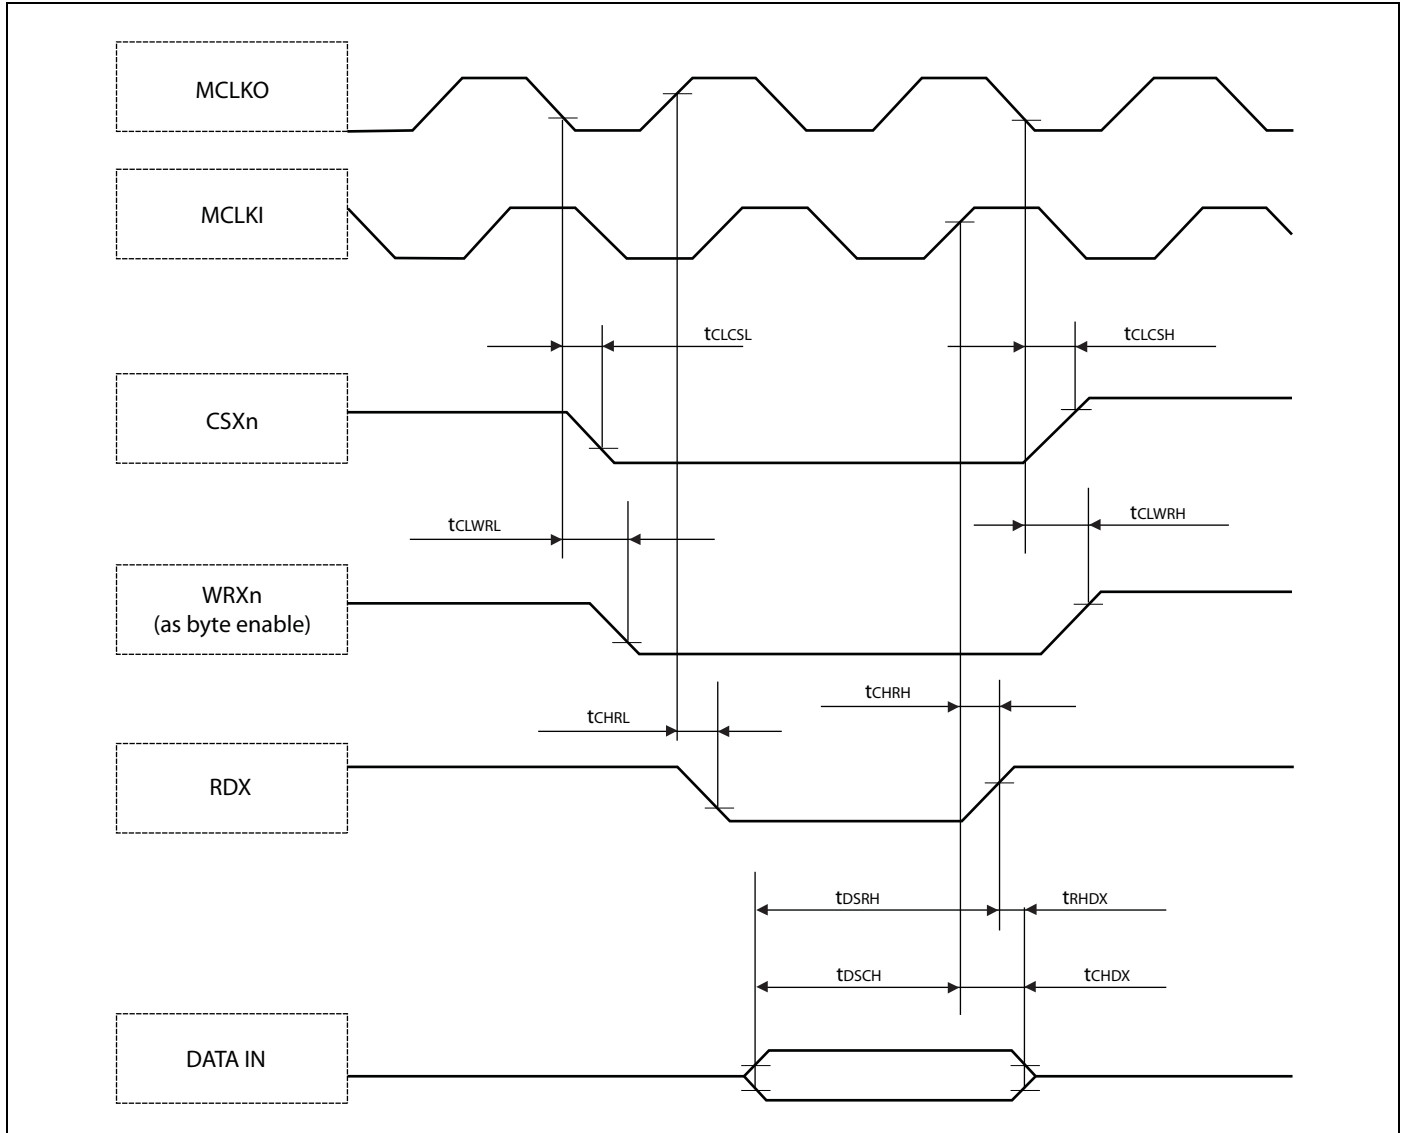 MCLKO
MCLKI
tCLCSL
tCLCSH
CSXn
tCLWRL
tCLWRH
WRXn
(as byte enable)
tCHRH
tCHRL
RDX
tDSRH
tRHDX
tDSCH
tCHDX
DATA IN